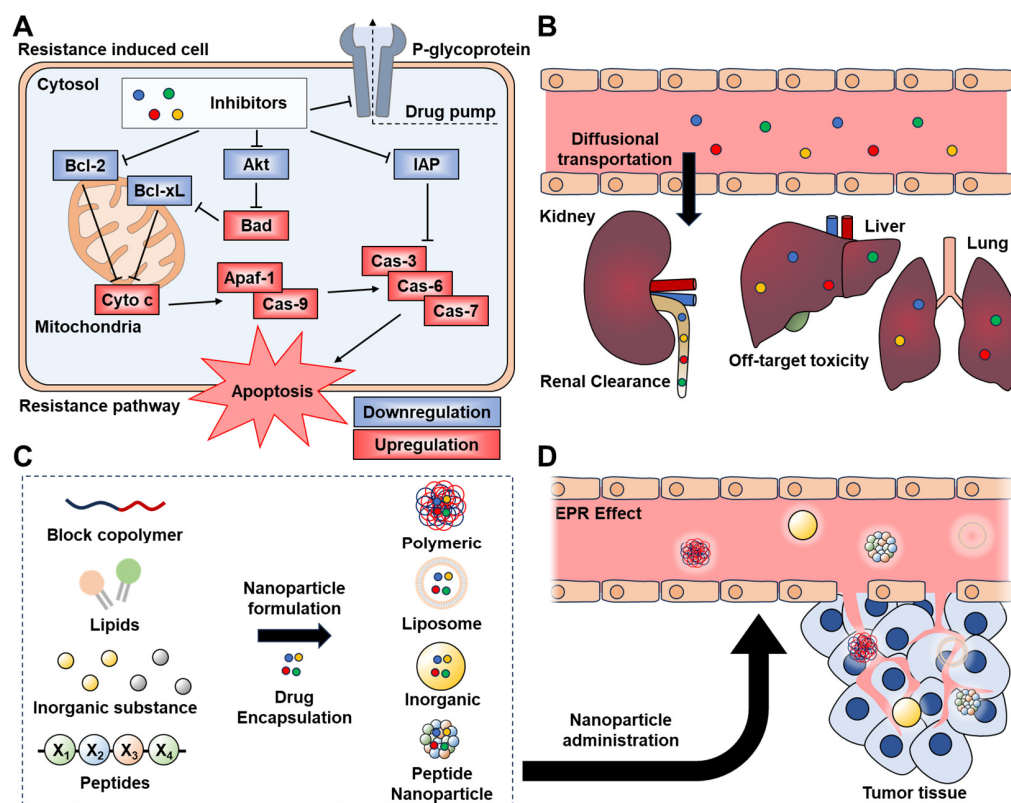 A
Resistance induced cell
P-glycoprotein
Cytosol
Inhibitors
Drug pump
Bcl-2
Akt
IAP
Bcl-xL
Bad
Cas-3
Apaf-1
Cas-6
Cyto c
Cas-9
Cas-7
Mitochondria
Apoptosis
Resistance pathway
Downregulation
Upregulation
B
Diffusional
transportation
Kidney
Liver
Lung
Off-target toxicity
Renal Clearance
C
Block copolymer
Polymeric
Nanoparticle
formulation
Lipids
Liposome
Drug
Encapsulation
Inorganic substance
Inorganic
X1 X2 X3 X4
Peptides
Peptide
Nanoparticle
D
EPR Effect
Nanoparticle
administration
Tumor tissue